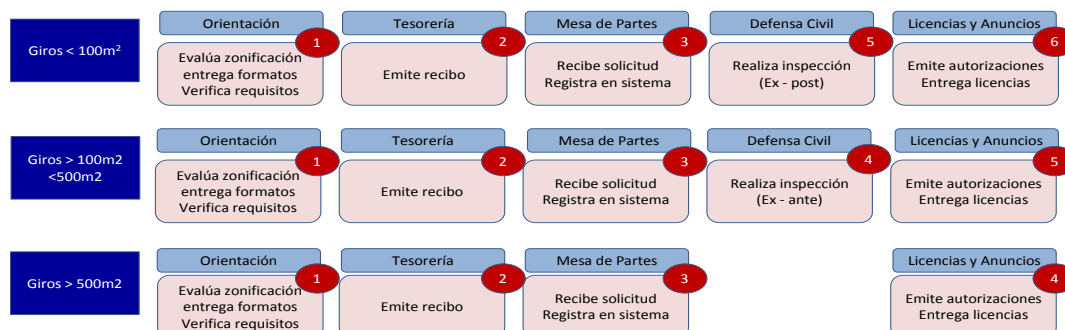 Giros < 100m²
Orientación
1
Evalúa zonificación
entrega formatos
Verifica requisitos
Tesorería
2
Emite recibo
Mesa de Partes
3
Recibe solicitud
Registra en sistema
Defensa Civil
5
Realiza inspección
(Ex - post)
Licencias y Anuncios
6
Emite autorizaciones
Entrega licencias
Giros > 100m2
<500m2
Orientación
1
Evalúa zonificación
entrega formatos
Verifica requisitos
Tesorería
2
Emite recibo
Mesa de Partes
3
Recibe solicitud
Registra en sistema
Defensa Civil
4
Realiza inspección
(Ex - ante)
Licencias y Anuncios
5
Emite autorizaciones
Entrega licencias
Giros > 500m2
Orientación
1
Evalúa zonificación
entrega formatos
Verifica requisitos
Tesorería
2
Emite recibo
Mesa de Partes
3
Recibe solicitud
Registra en sistema
Licencias y Anuncios
4
Emite autorizaciones
Entrega licencias